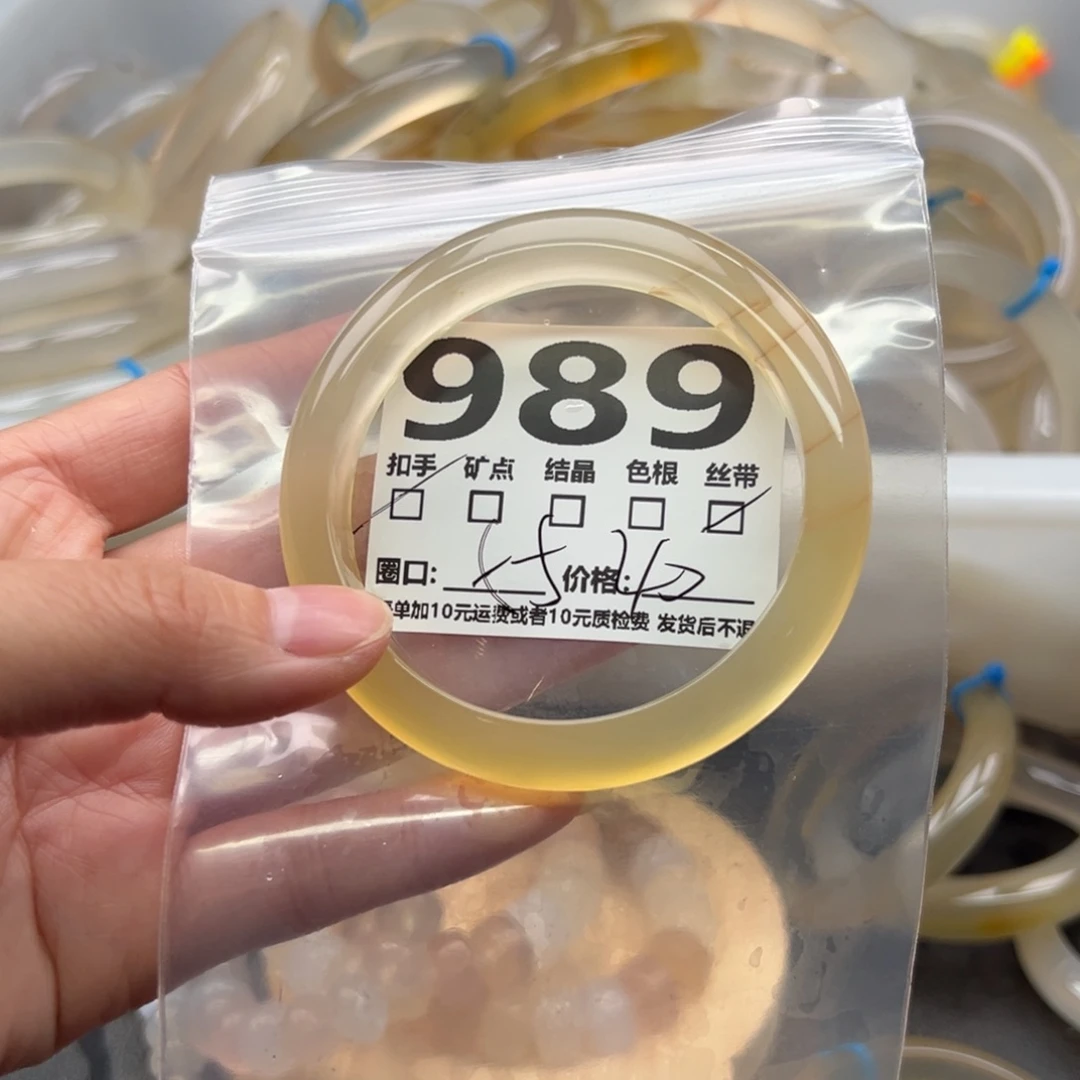 989
扣手 矿点 结晶 色根 丝带
圈口: 价格:
单加10元运费或者10元质检费 发货后不退